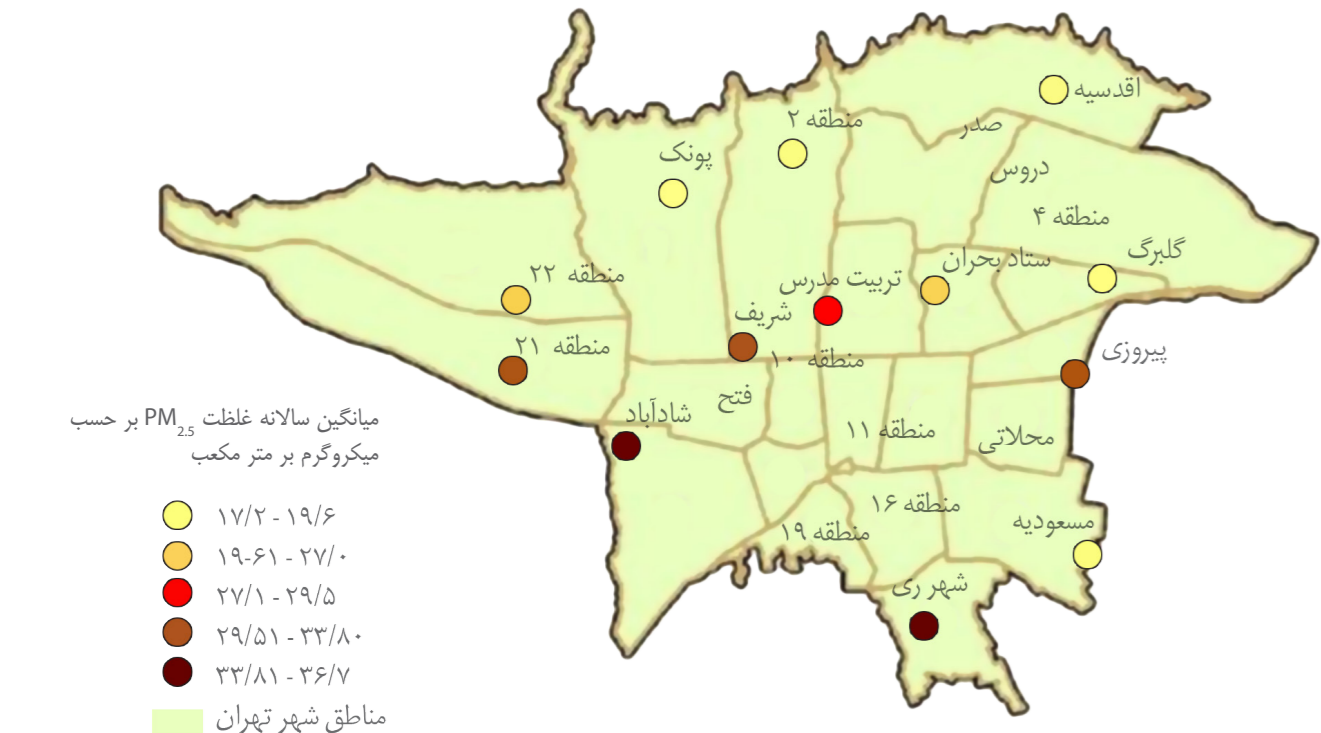 اقدسیه
منطقه ۲
صدر
پونک
دروس
منطقه ۴
گلبرگ
ستاد بحران
منطقه ۲۲
تربیت مدرس
شریف
منطقه ۲۱
منطقه ۱۰
پیروزی
فتح
شادآباد
منطقه ۱۱
محلاتی
منطقه ۱۶
مسعودیه
منطقه ۱۹
شهر ری
میانگین سالانه غلظت PM2.5 بر حسب
میکروگرم بر متر مکعب
۱۷/۲ - ۱۹/۶
۱۹-۶۱ - ۲۷/۰
۲۷/۱ - ۲۹/۵
۲۹/۵۱ - ۳۳/۸۰
۳۳/۸۱ - ۳۶/۷
مناطق شهر تهران